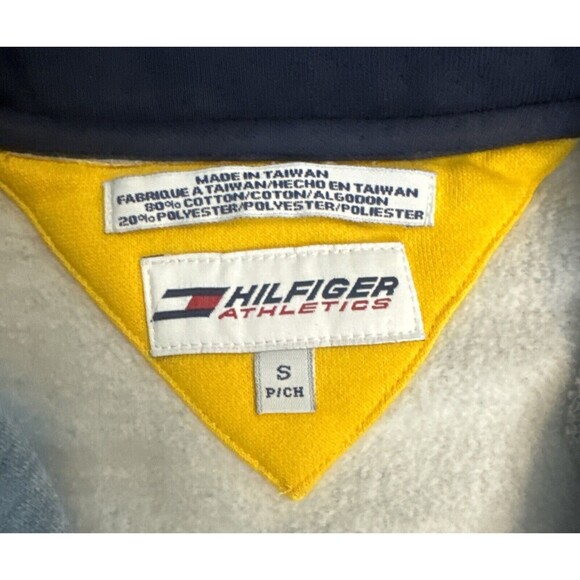 MADE IN TAIWAN
FABRIQUE A TAIWAN/HECHO EN TAIWAN
80% COTTON/COTON/ALGODON
20% POLYESTER/POLYESTER/POLIESTER
HILFIGER
ATHLETICS
S
P/CH